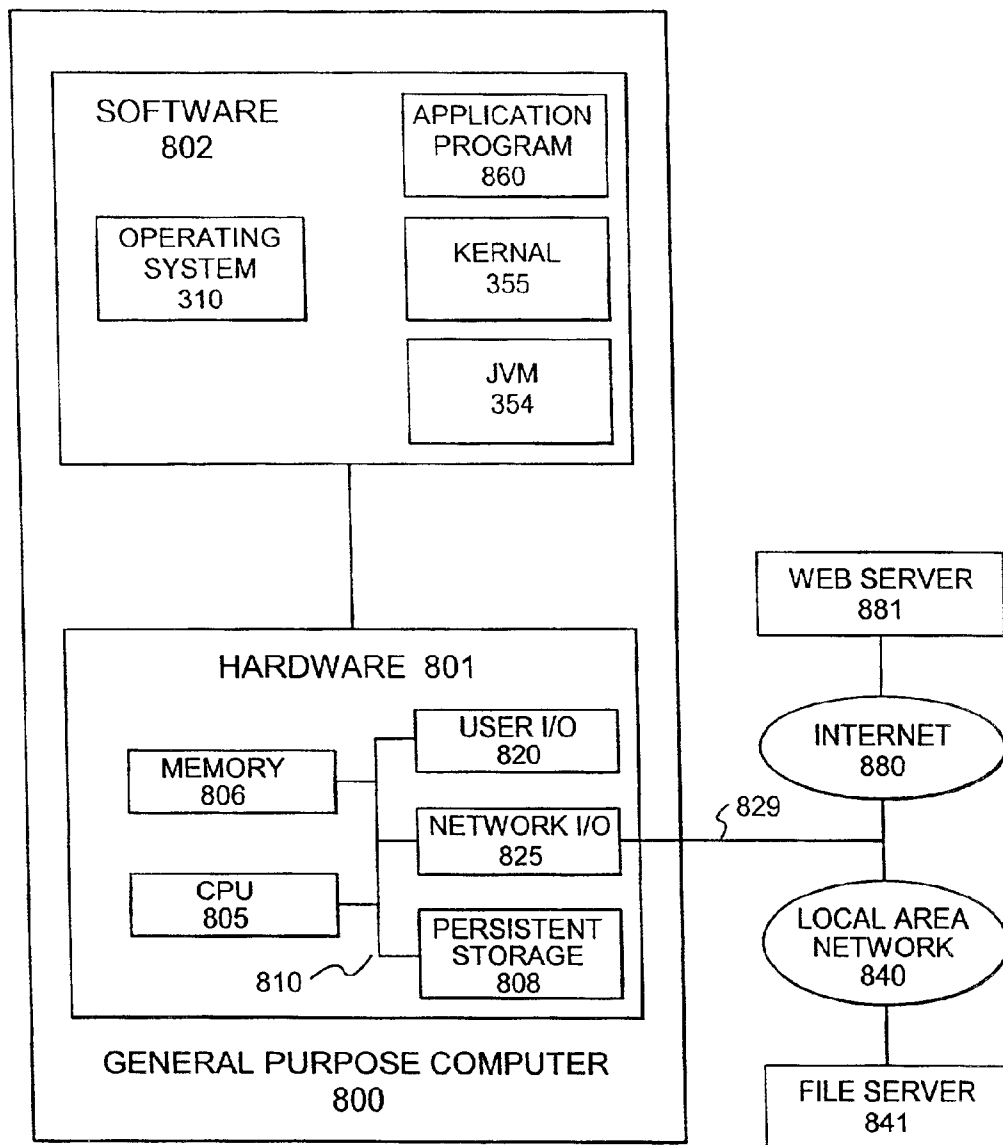 SOFTWARE
802
APPLICATION
PROGRAM
860
OPERATING
SYSTEM
310
KERNAL
355
JVM
354
HARDWARE 801
MEMORY
806
CPU
805
USER I/O
820
NETWORK I/O
825
PERSISTENT
STORAGE
808
810
GENERAL PURPOSE COMPUTER
800
829
WEB SERVER
881
INTERNET
880
LOCAL AREA
NETWORK
840
FILE SERVER
841